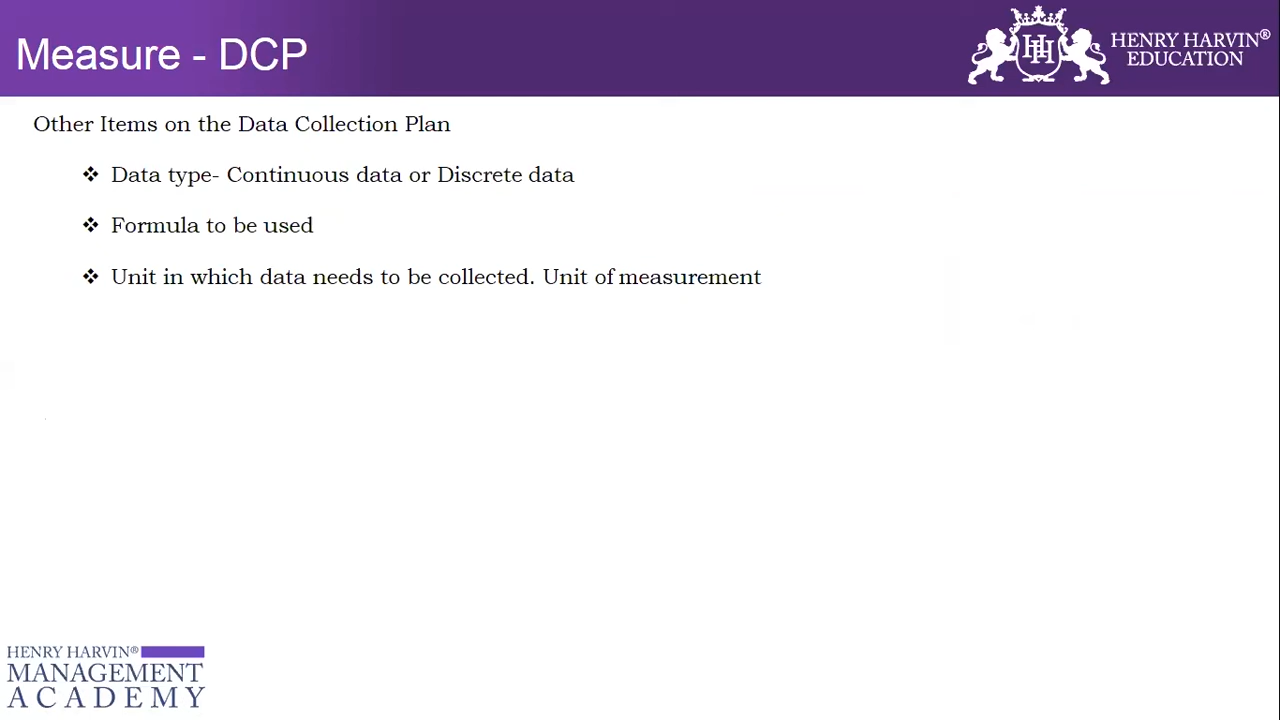 Measure - DCP
HENRY HARVIN®
EDUCATION
Other Items on the Data Collection Plan
❖ Data type- Continuous data or Discrete data
❖ Formula to be used
❖ Unit in which data needs to be collected. Unit of measurement
HENRY HARVIN®
MANAGEMENT
ACADEMY